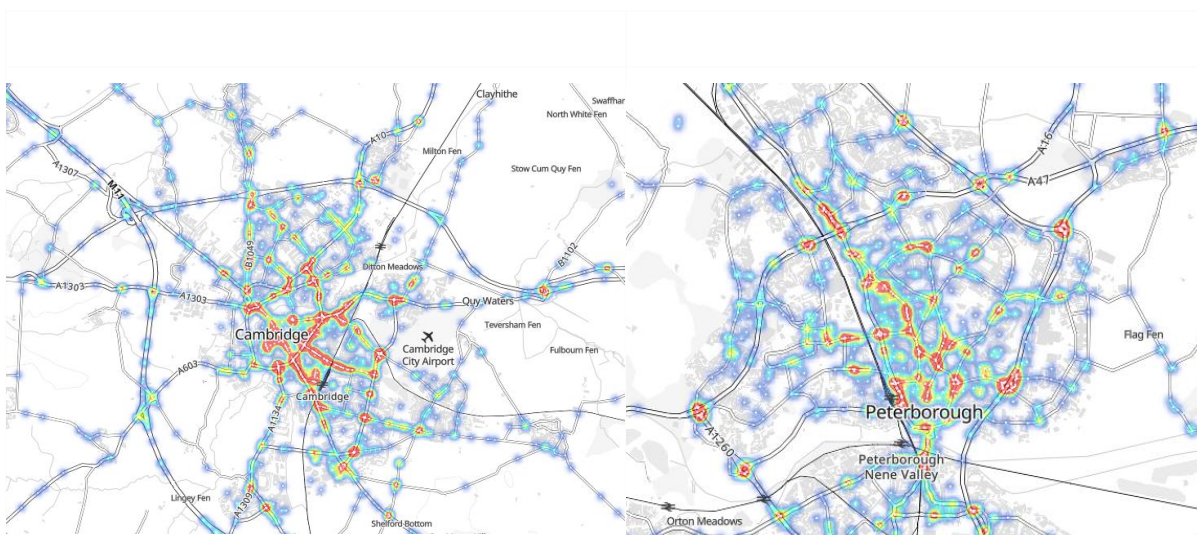 Clayhithe
Swaffhar
North White Fen
A10
Milton Fen
A1307
M11
Stow Cum Quy Fen
B1049
Ditton Meadows
B1102
A1303
A1303
Quy Waters
Cambridge
Teversham Fen
Cambridge
City Airport
Fulbourn Fen
A603
Cambridge
A1134
Lingey Fen
A1309
Shelford Bottom
A16
A47
Flag Fen
Peterborough
A1260
Peterborough
Nene Valley
Orton Meadows